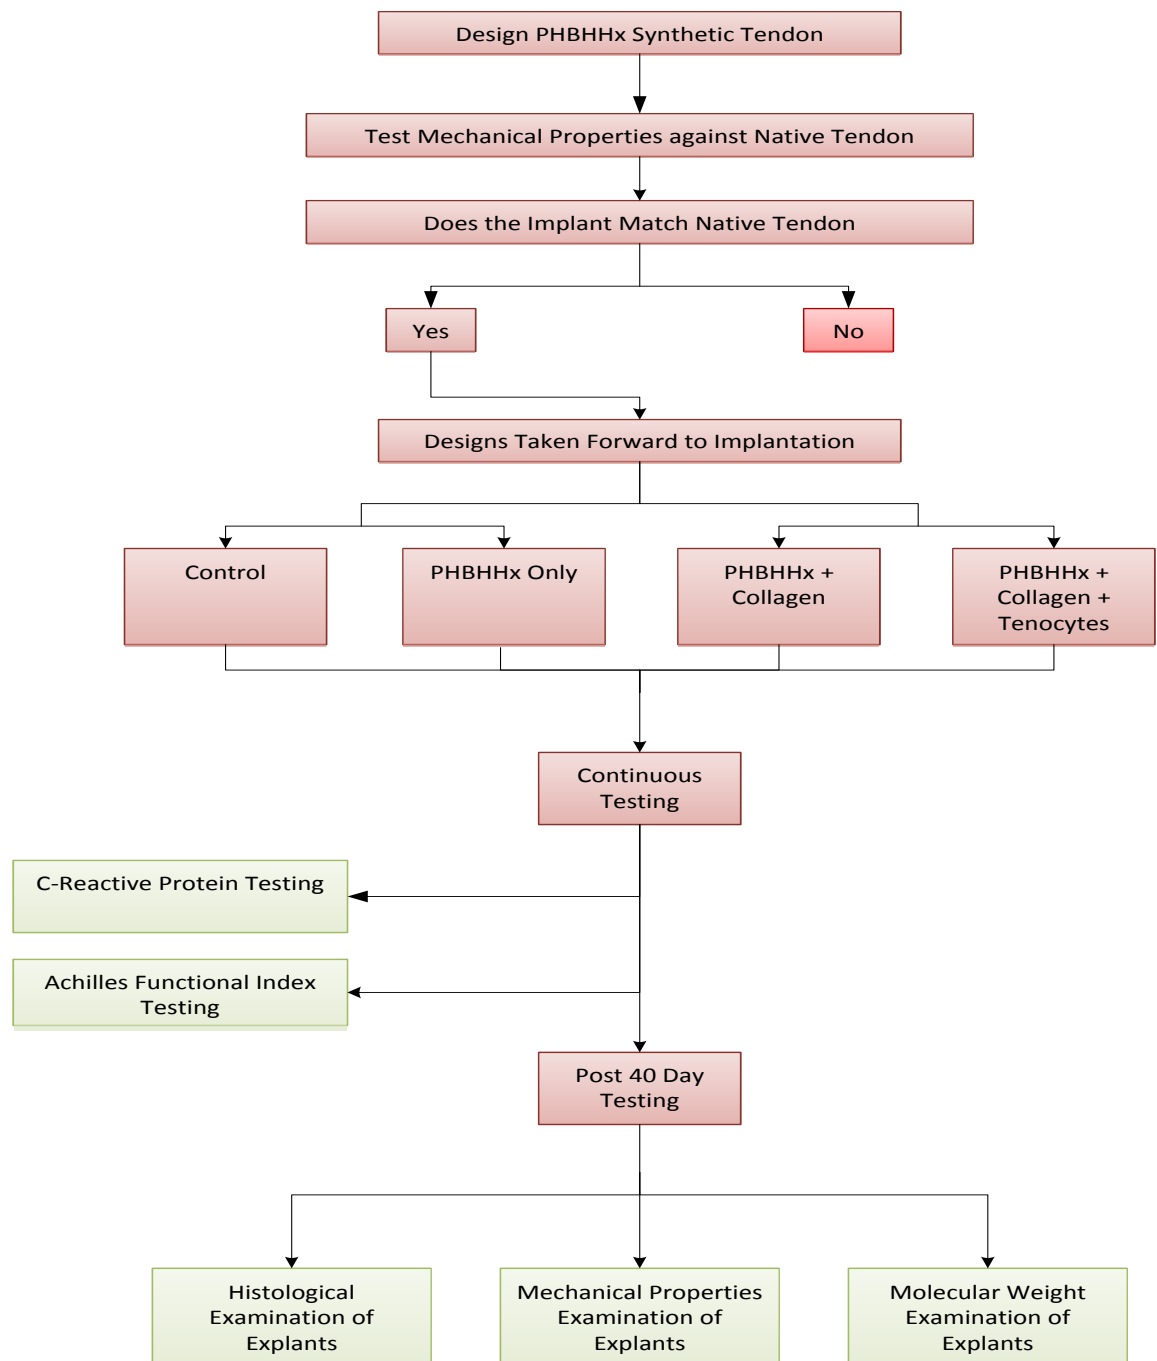 Design PHBHHx Synthetic Tendon
Test Mechanical Properties against Native Tendon
Does the Implant Match Native Tendon
Yes
No
Designs Taken Forward to Implantation
Control
PHBHHx Only
PHBHHx +
Collagen
PHBHHx +
Collagen +
Tenocytes
Continuous
Testing
C-Reactive Protein Testing
Achilles Functional Index
Testing
Post 40 Day
Testing
Histological
Examination of
Explants
Mechanical Properties
Examination of
Explants
Molecular Weight
Examination of
Explants